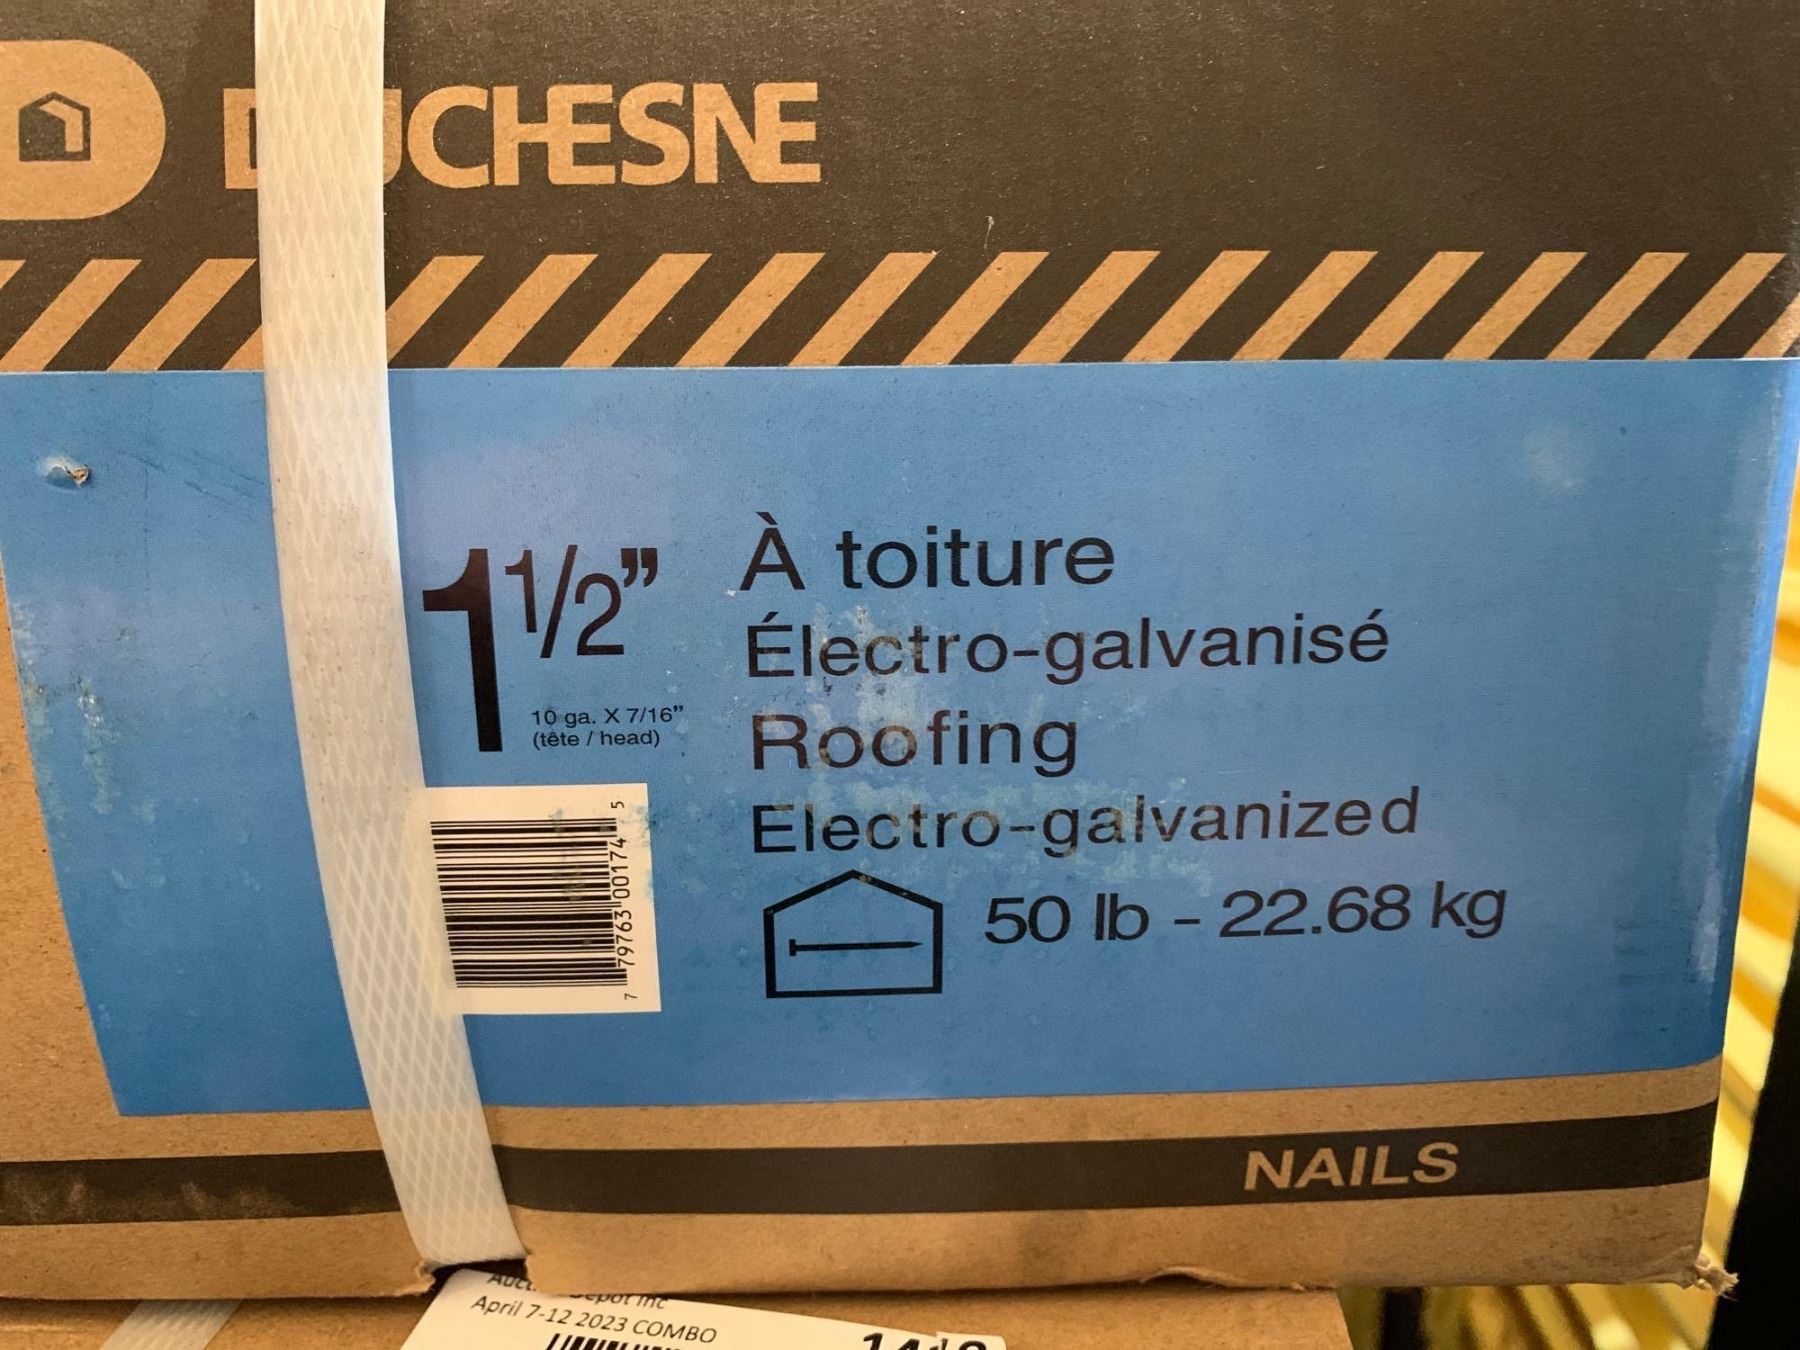 DUCHESNE
1 1/2"
10 ga. X 7/16"
(tête / head)
À toiture
Électro-galvanisé
Roofing
Electro-galvanized
50 lb - 22.68 kg
7 79763 00174 5
NAILS
Inc
April 7-12 2023 COMBO